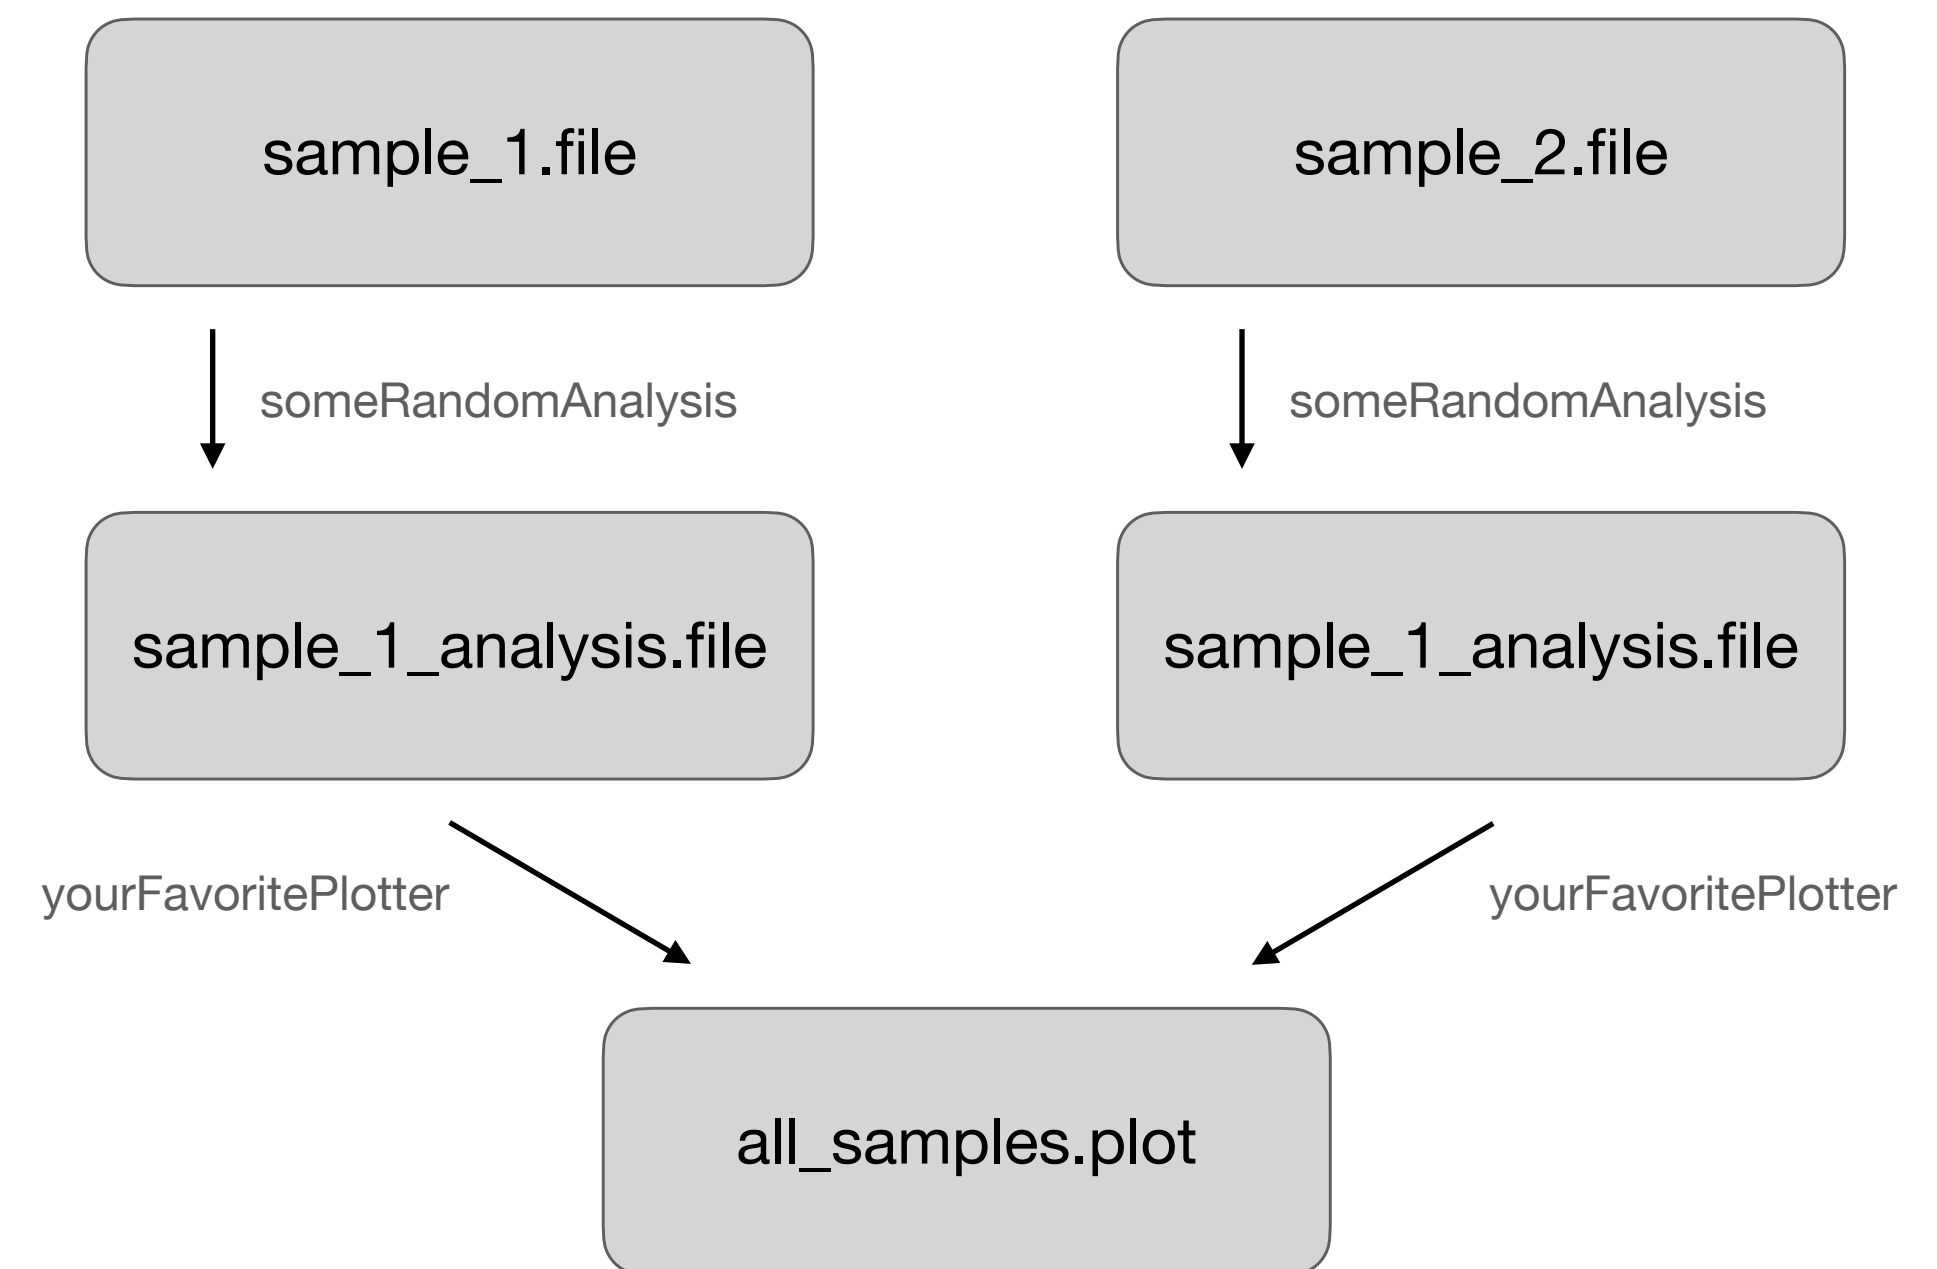 sample_1.file
sample_2.file
someRandomAnalysis
someRandomAnalysis
sample_1_analysis.file
sample_1_analysis.file
yourFavoritePlotter
yourFavoritePlotter
all_samples.plot